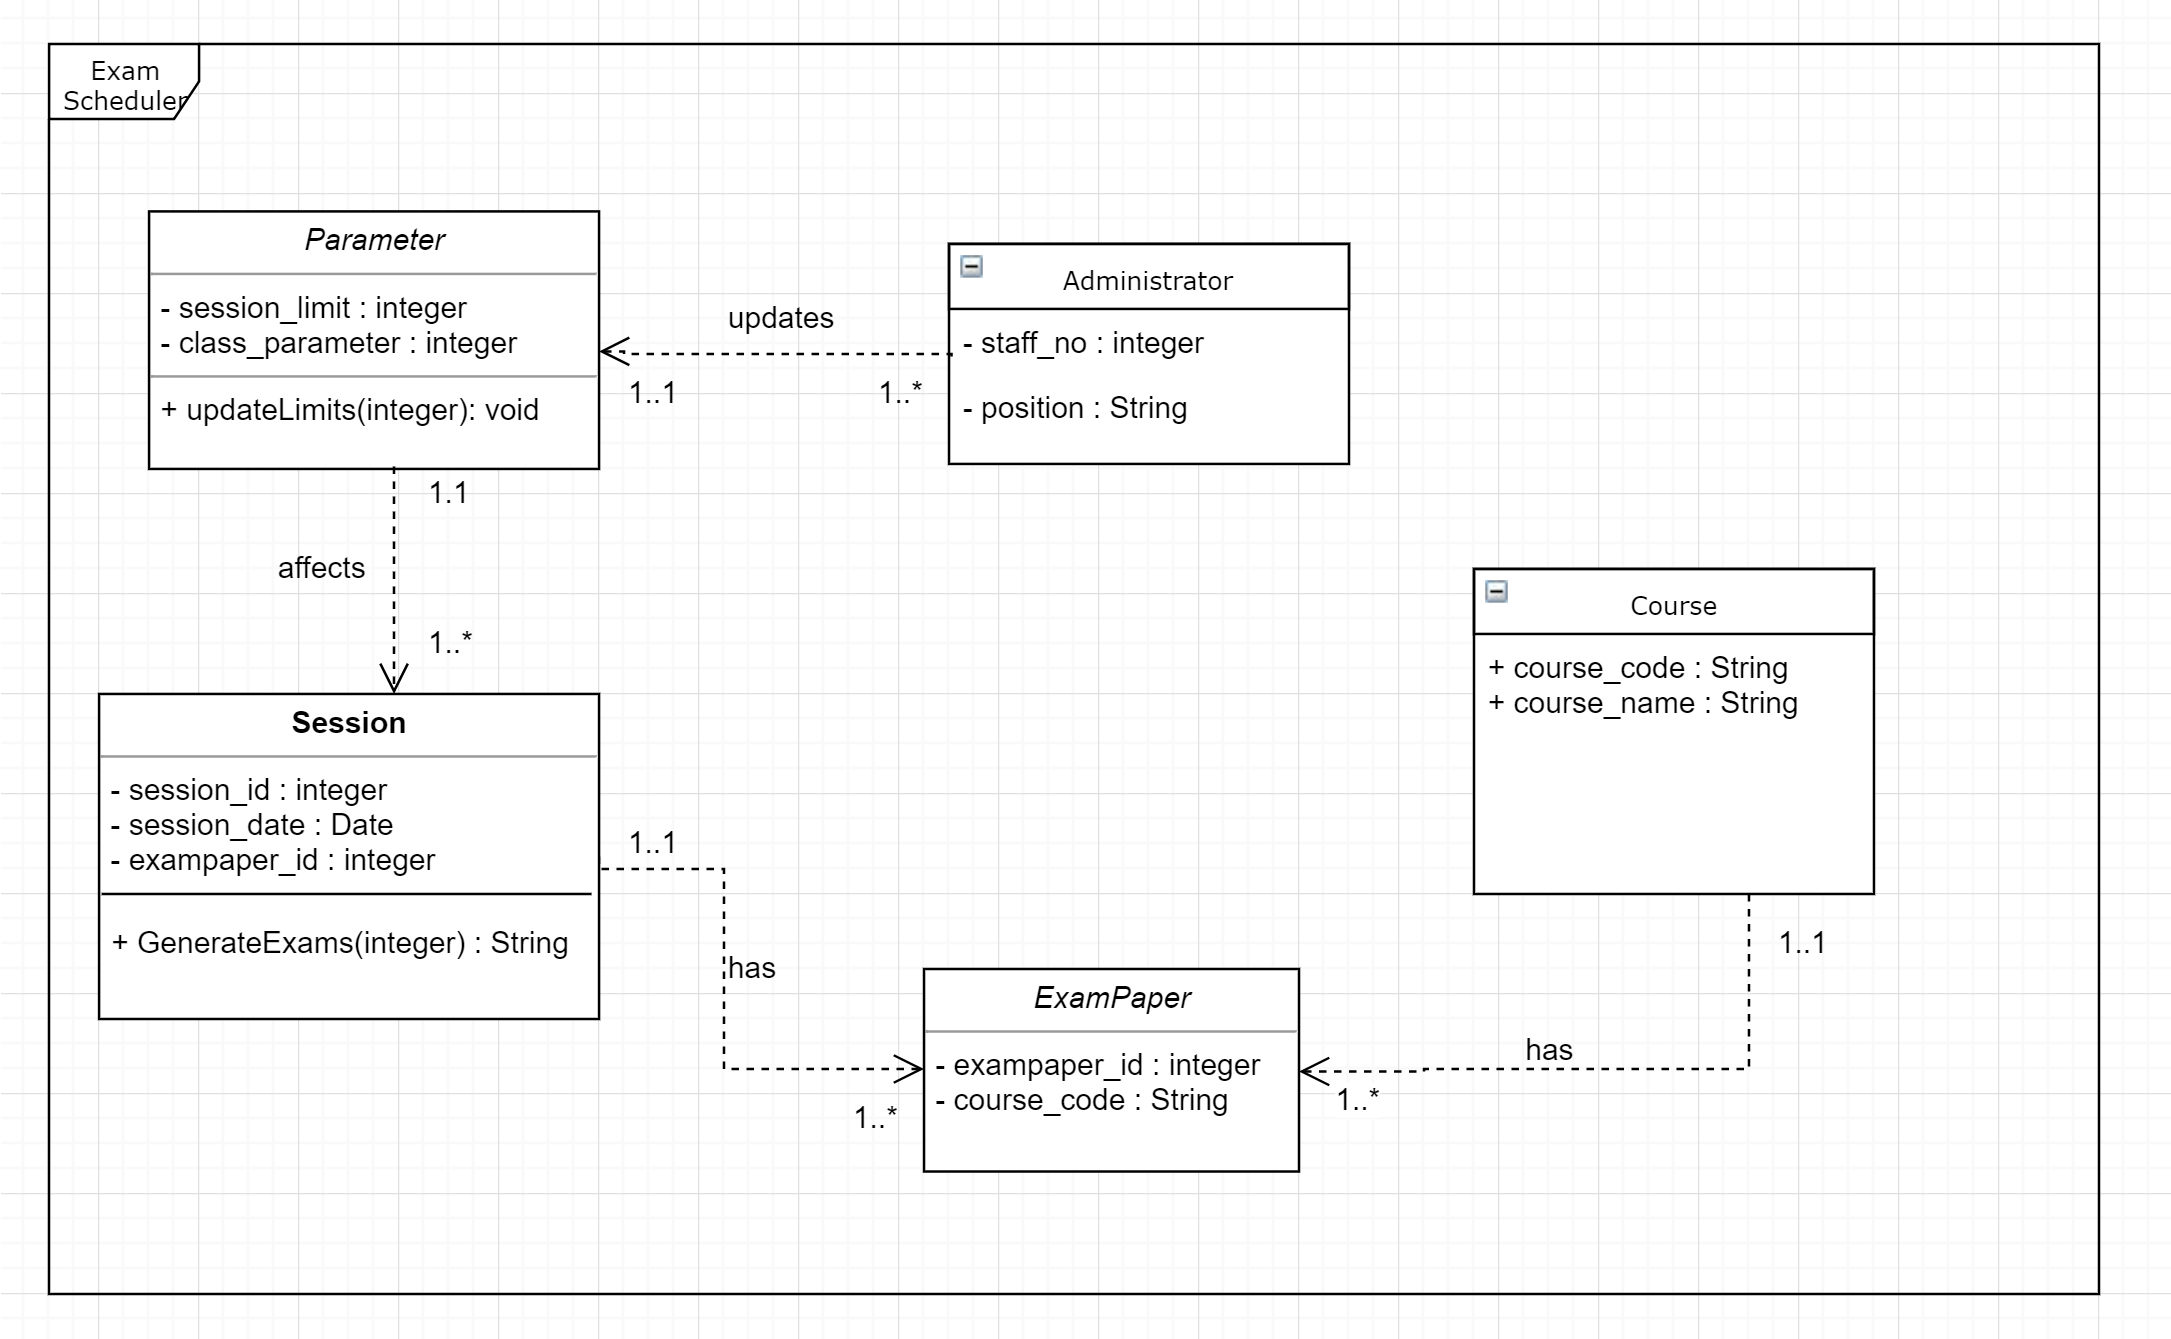 Exam
Scheduler
Parameter
- session_limit : integer
- class_parameter : integer
+ updateLimits(integer): void
updates
1..1
1..*
Administrator
- staff_no : integer
- position : String
1.1
affects
1..*
Session
- session_id : integer
- session_date : Date
- exampaper_id : integer
+ GenerateExams(integer) : String
1..1
has
1..*
Course
+ course_code : String
+ course_name : String
1..1
has
1..*
ExamPaper
- exampaper_id : integer
- course_code : String